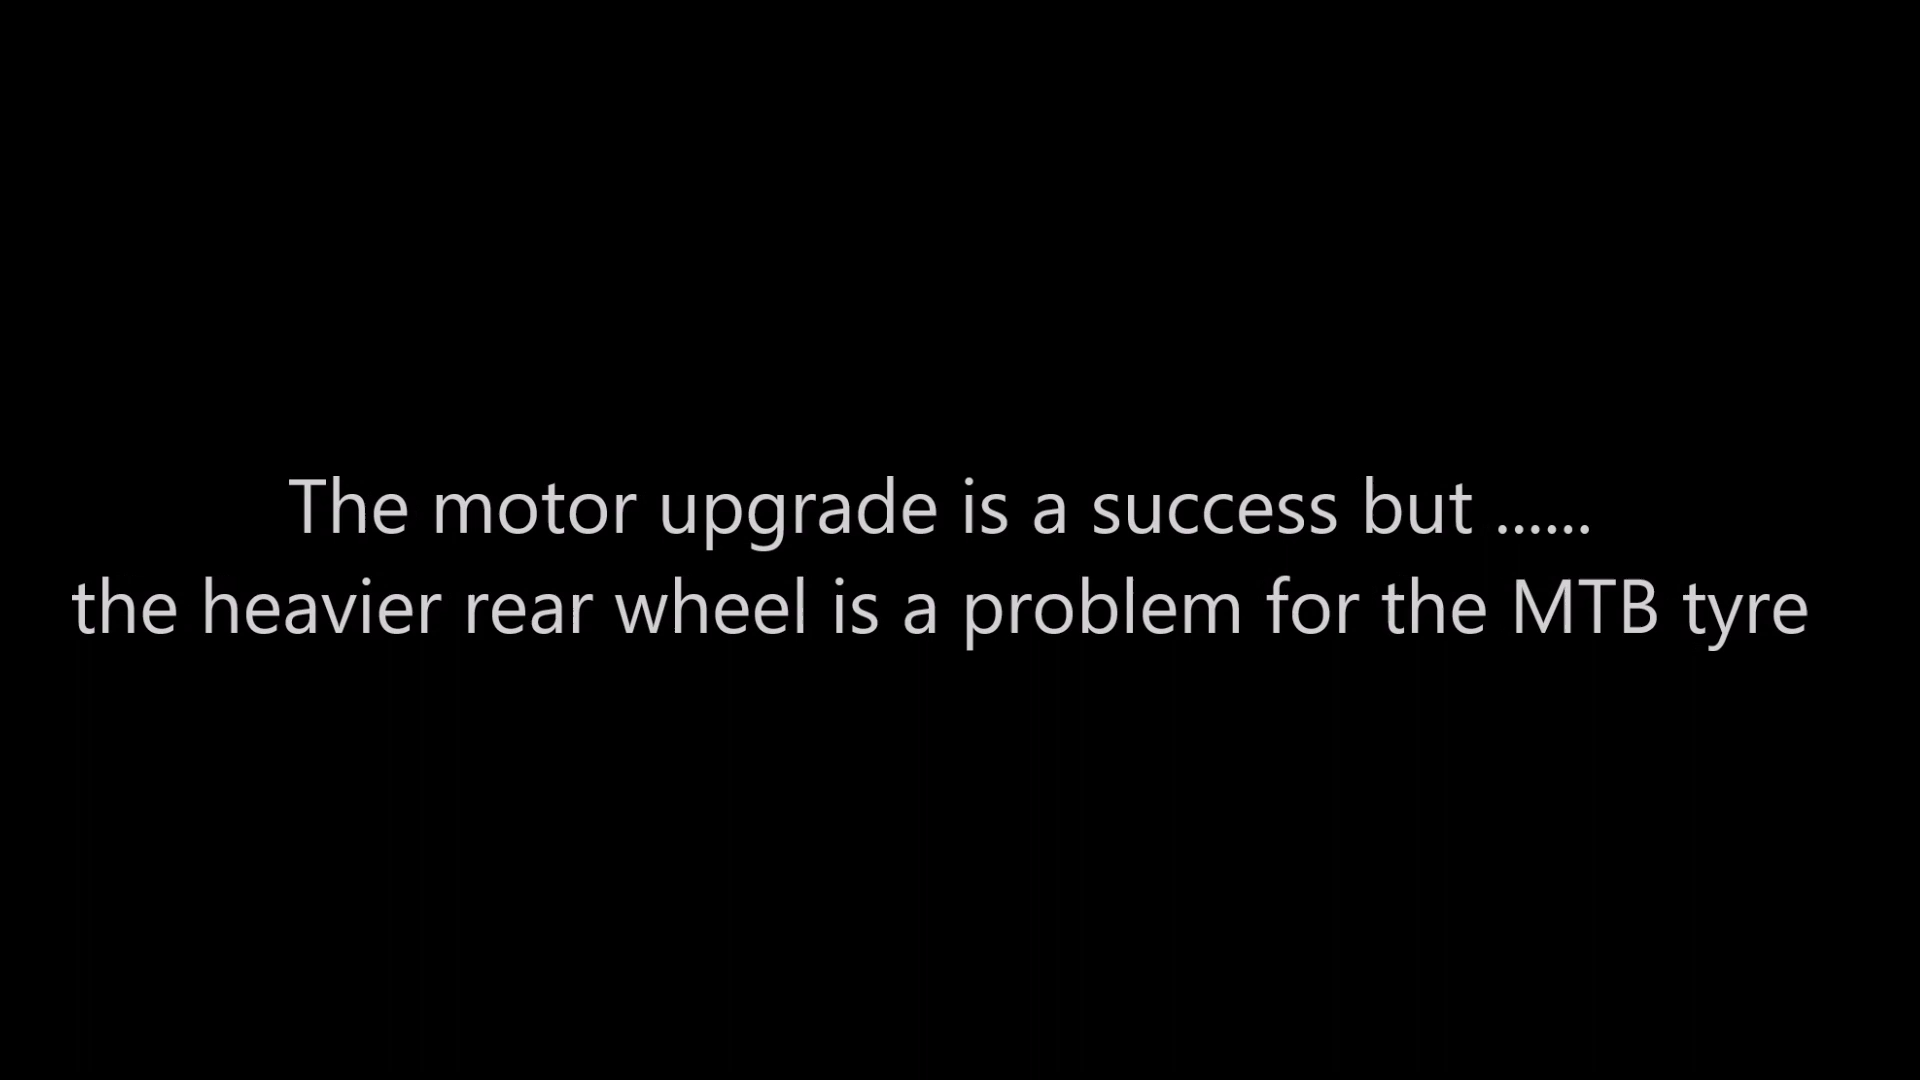 The motor upgrade is a success but ......
the heavier rear wheel is a problem for the MTB tyre